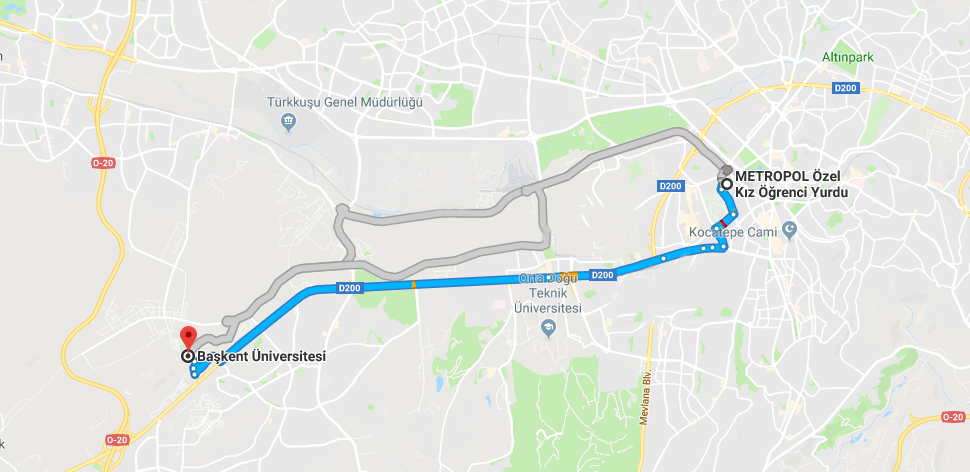 Altınpark
D200
Türkkuşu Genel Müdürlüğü
O-20
METROPOL Özel
Kız Öğrenci Yurdu
D200
Kocatepe Cami
Orta Doğu
Teknik
Üniversitesi
D200
D200
Başkent Üniversitesi
Mevlana Blv.
O-20
O-20